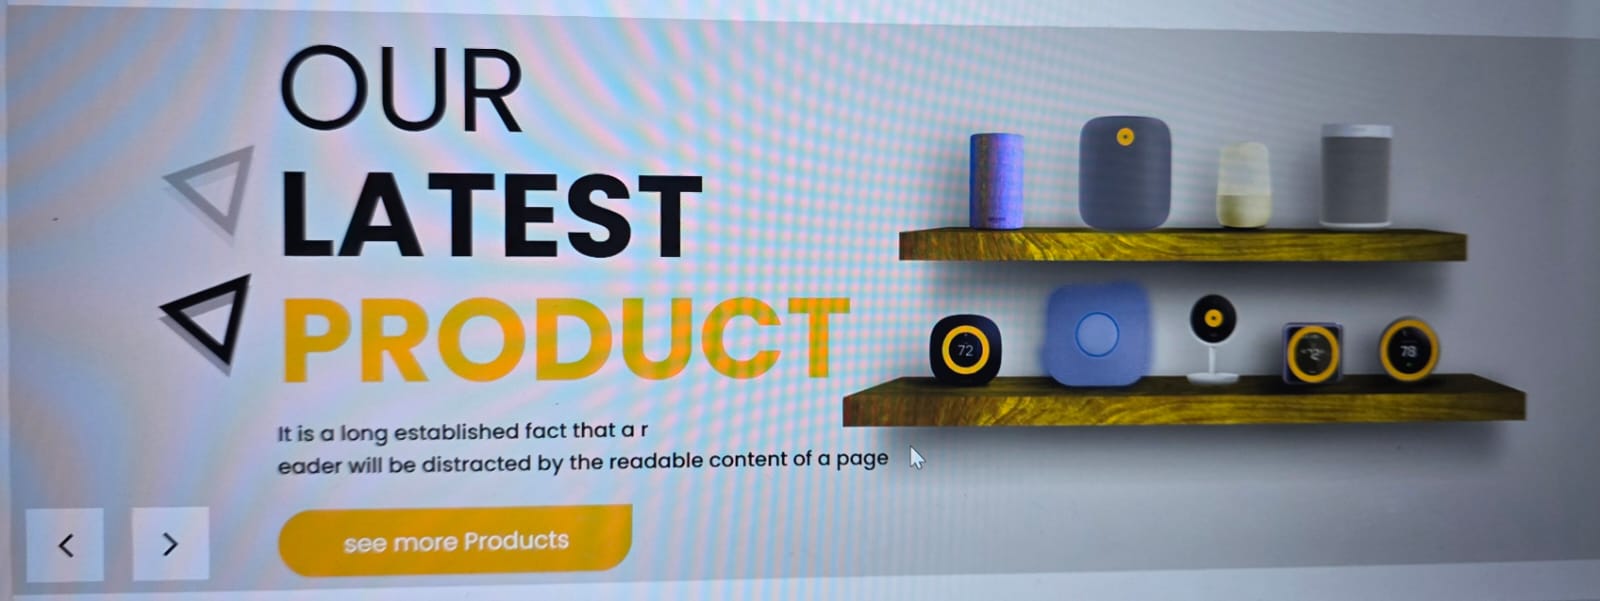 OUR
LATEST
PRODUCT
It is a long established fact that a r
eader will be distracted by the readable content of a page
see more Products
72
78